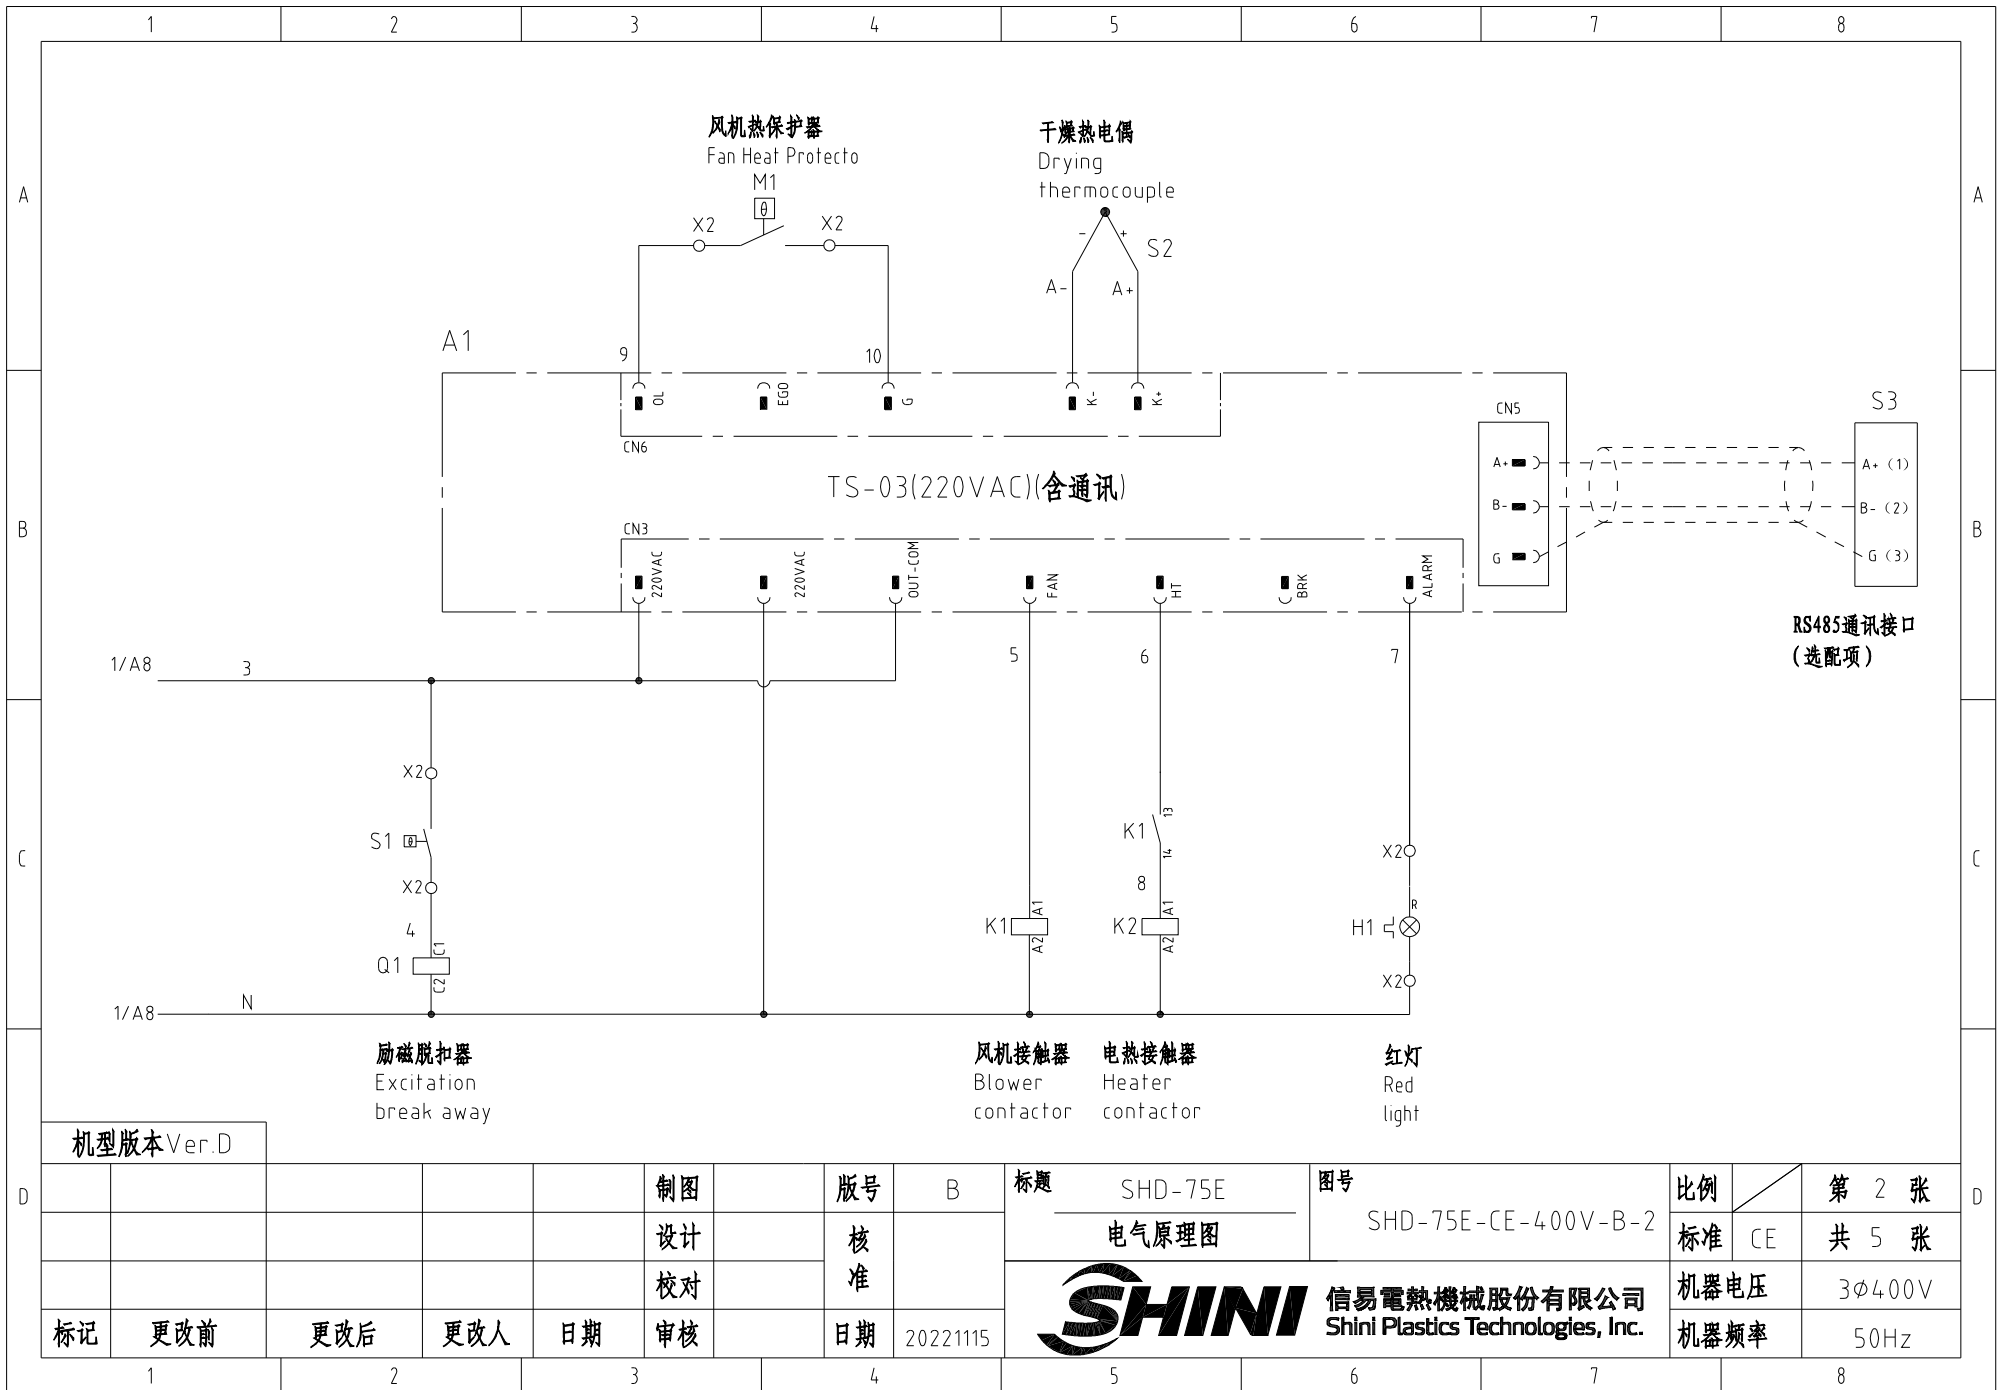 1 2 3 4 5 6 7 8
A
A
B
B
C
C
D
D
风机热保护器
Fan Heat Protecto
M1
θ
X2
X2
干燥热电偶
Drying
thermocouple
-
+
S2
A-
A+
A1
9
10
OL
EGO
G
K-
K+
CN6
TS-03(220VAC)(含通讯)
CN5
A+
B-
G
S3
A+ (1)
B- (2)
G (3)
RS485通讯接口
(选配项)
CN3
220VAC
220VAC
OUT-COM
FAN
HT
BRK
ALARM
1/A8
3
5
6
7
X2
S1
θ
X2
4
C1
Q1
C2
K1
13
14
8
K1
A1
A2
K2
A1
A2
X2
R
H1
X2
1/A8
N
励磁脱扣器
Excitation
break away
风机接触器
Blower
contactor
电热接触器
Heater
contactor
红灯
Red
light
机型版本Ver.D
制图
版号
B
标题
SHD-75E
电气原理图
图号
SHD-75E-CE-400V-B-2
比例
第 2 张
设计
核
准
标准
CE
共 5 张
校对
机器电压
3φ400V
标记
更改前
更改后
更改人
日期
审核
日期
20221115
SHINI
信易電熱機械股份有限公司
Shini Plastics Technologies, Inc.
机器频率
50Hz
1 2 3 4 5 6 7 8